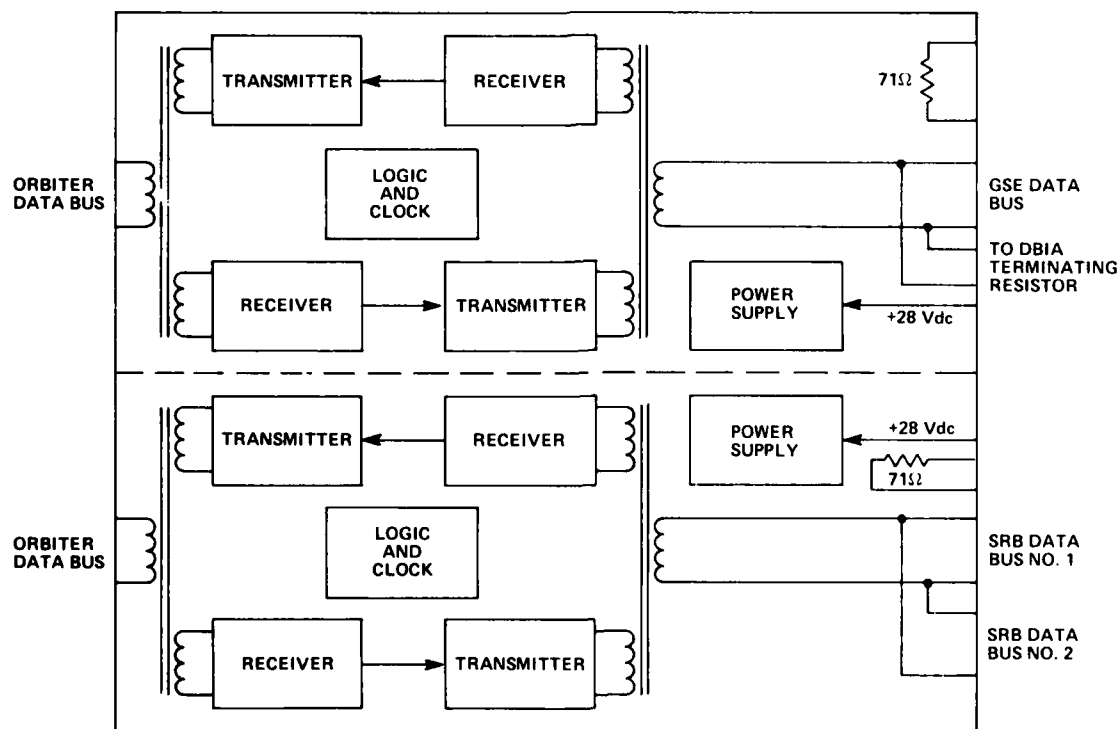 TRANSMITTER
RECEIVER
71Ω
ORBITER
DATA BUS
LOGIC
AND
CLOCK
GSE DATA
BUS
TO DBIA
TERMINATING
RESISTOR
RECEIVER
TRANSMITTER
POWER
SUPPLY
+28 Vdc
TRANSMITTER
RECEIVER
POWER
SUPPLY
+28 Vdc
71Ω
ORBITER
DATA BUS
LOGIC
AND
CLOCK
SRB DATA
BUS NO. 1
RECEIVER
TRANSMITTER
SRB DATA
BUS NO. 2